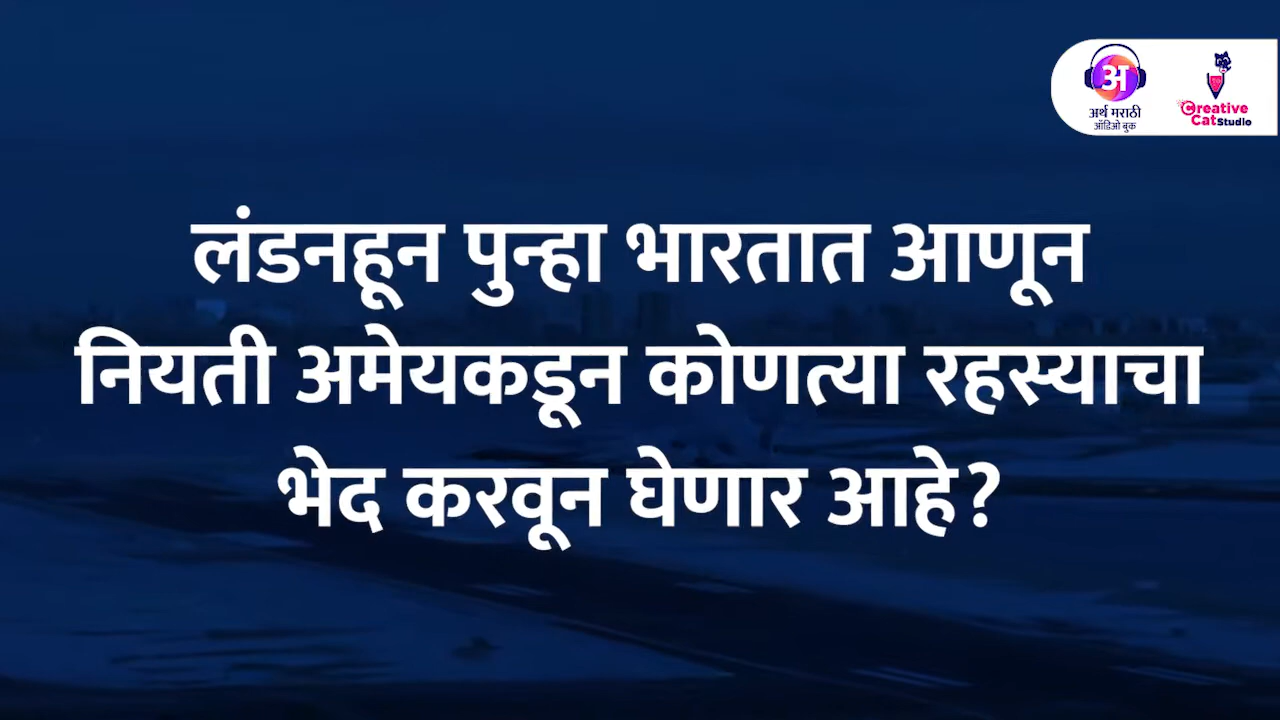 अ
अर्थ मराठी
ऑडिओ बुक
Creative
Cat Studio
लंडनहून पुन्हा भारतात आणून
नियती अमेयकडून कोणत्या रहस्याचा
भेद करवून घेणार आहे?